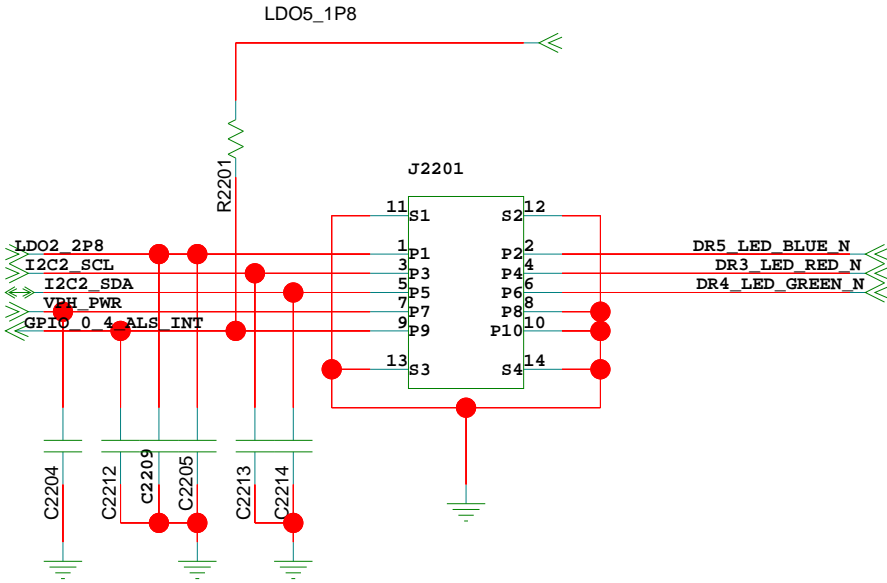 LDO5_1P8
R2201
J2201
11 S1 S2 12
LDO2_2P8 1 P1 P2 2 DR5_LED_BLUE_N
I2C2_SCL 3 P3 P4 4 DR3_LED_RED_N
I2C2_SDA 5 P5 P6 6 DR4_LED_GREEN_N
VPH_PWR 7 P7 P8 8
GPIO_0_4_ALS_INT 9 P9 P10 10
13 S3 S4 14
C2204 C2212 C2209 C2205 C2213 C2214